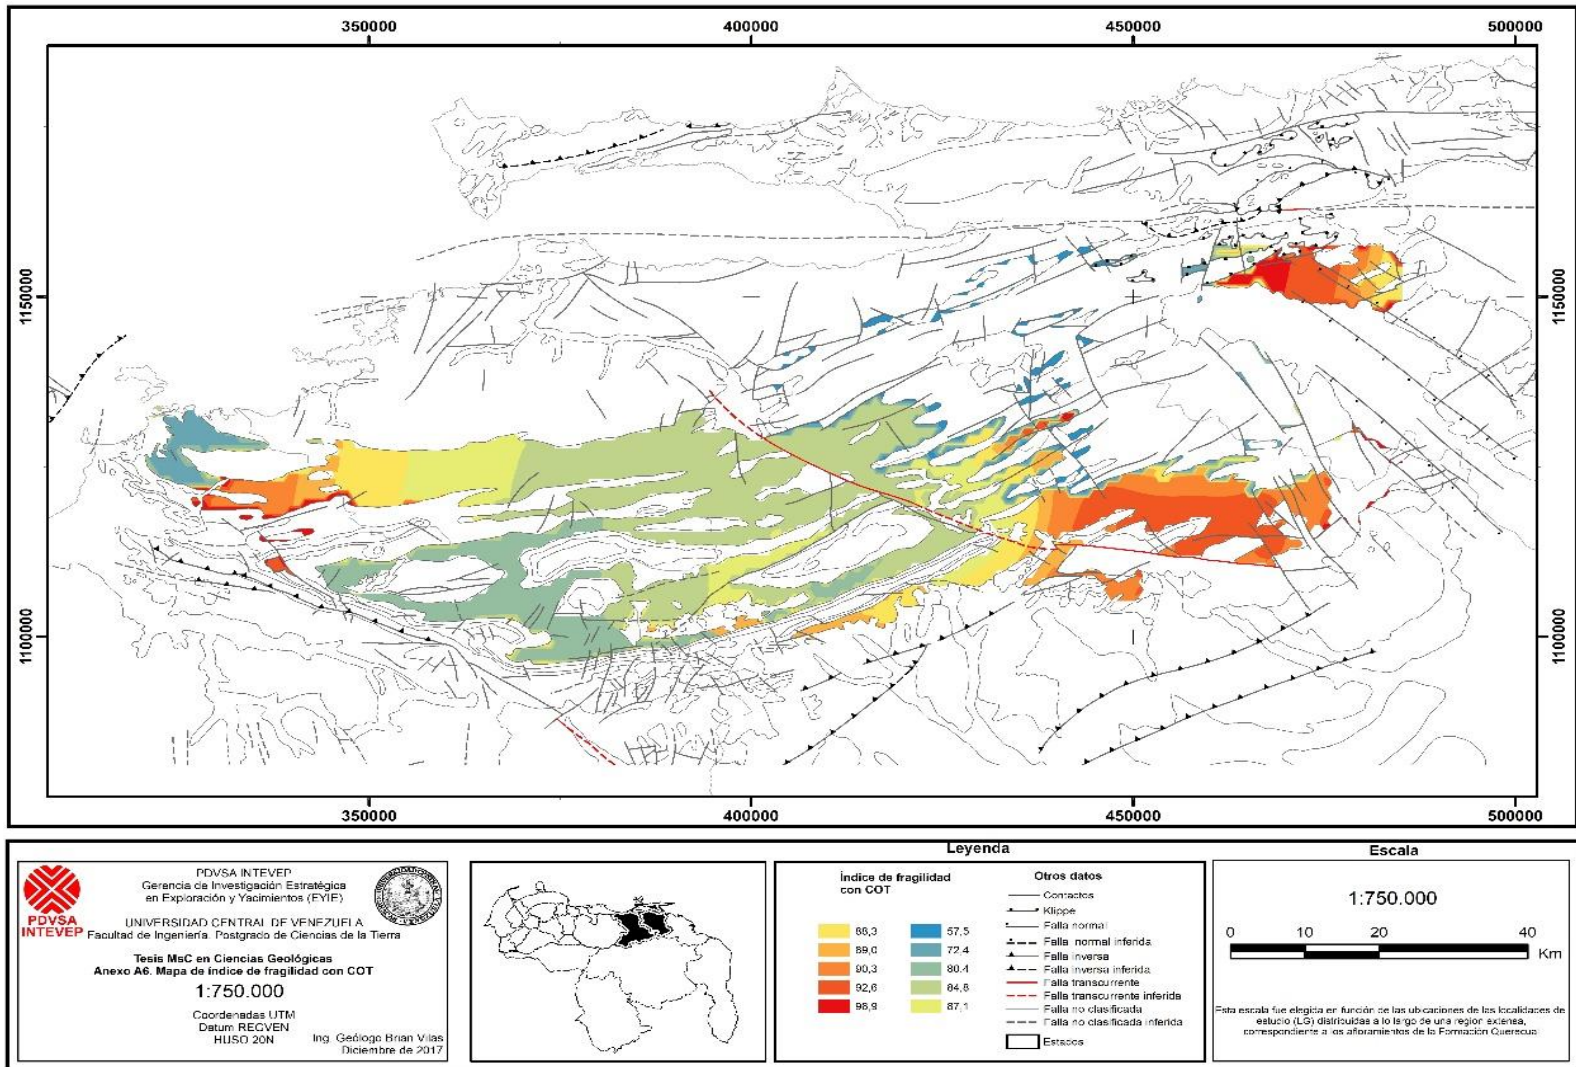 350000
400000
450000
500000
1150000
1100000
1150000
1100000
350000
400000
450000
500000
PDVSA
INTEVEP
PDVSA INTEVEP
Gerencia de Investigación Estratégica
en Exploración y Yacimientos (EYIE)
UNIVERSIDAD CENTRAL DE VENEZUELA
Facultad de Ingeniería. Postgrado de Ciencias de la Tierra
Tesis MsC en Ciencias Geológicas
Anexo A6. Mapa de índice de fragilidad con COT
1:750.000
Coordenadas UTM
Datum REGVEN
HUSO 20N
Ing. Geólogo Brian Vilas
Diciembre de 2017
Leyenda
Índice de fragilidad
con COT
88,3
89,0
90,3
92,6
98,9
57,5
72,4
80,4
84,8
87,1
Otros datos
Contactos
Klippe
Falla normal
Falla normal inferida
Falla inversa
Falla inversa inferida
Falla transcurrente
Falla transcurrente inferida
Falla no clasificada
Falla no clasificada inferida
Estados
Escala
1:750.000
0 10 20 40
Km
Esta escala fue elegida en función de las ubicaciones de las localidades de
estudio (LG) distribuidas a lo largo de una región extensa,
correspondiente a los afloramientos de la Formación Querecual